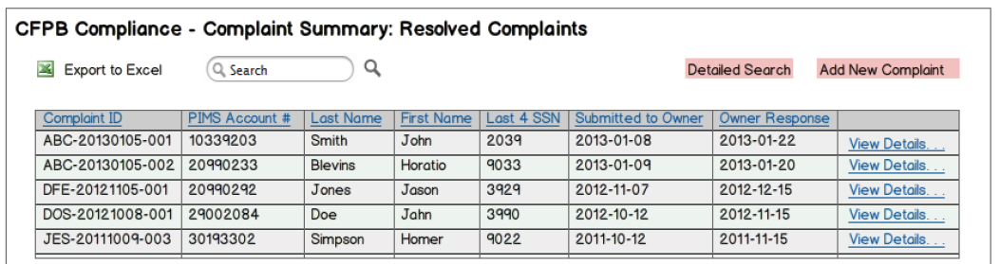 CFPB Compliance - Complaint Summary: Resolved Complaints
Export to Excel Search Detailed Search Add New Complaint
Complaint ID PIMS Account # Last Name First Name Last 4 SSN Submitted to Owner Owner Response
ABC-20130105-001 10339203 Smith John 2039 2013-01-08 2013-01-22 View Details. . .
ABC-20130105-002 20990233 Blevins Horatio 9033 2013-01-09 2013-01-20 View Details. . .
DFE-20121105-001 20990292 Jones Jason 3929 2012-11-07 2012-12-15 View Details. . .
DOS-20121008-001 29002084 Doe Jahn 3990 2012-10-12 2012-11-15 View Details. . .
JES-20111009-003 30193302 Simpson Homer 9022 2011-10-12 2011-11-15 View Details. . .